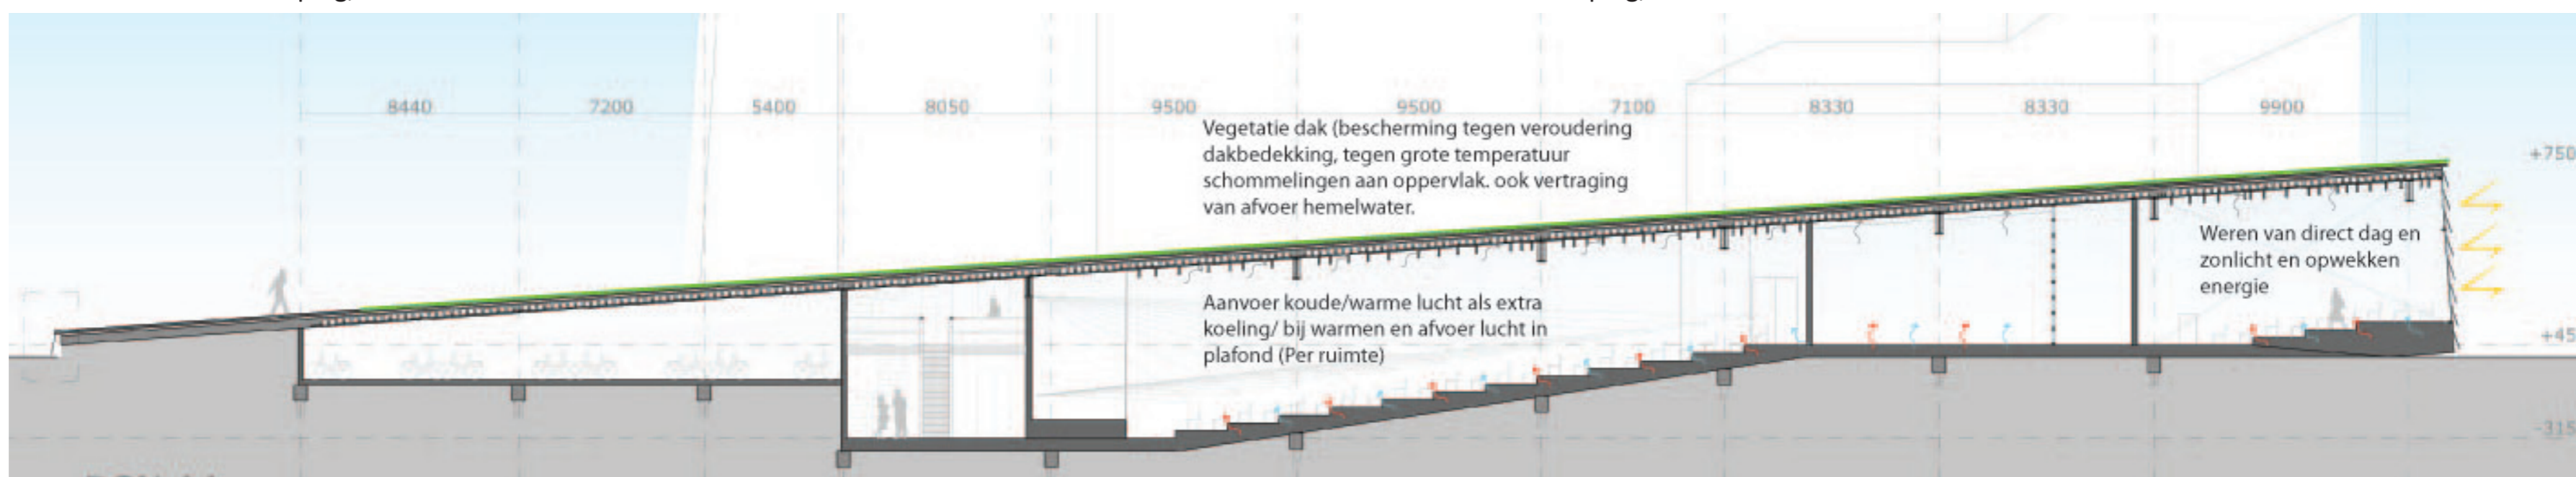 8440 7200 5400 8050 9500 9500 7100 8330 8330 9900
Vegetatie dak (bescherming tegen veroudering
dakbedekking, tegen grote temperatuur
schommelingen aan oppervlak. ook vertraging
van afvoer hemelwater.
+750
Weren van direct dag en
zonlicht en opwekken
energie
Aanvoer koude/warme lucht als extra
koeling/ bij warmen en afvoer lucht in
plafond (Per ruimte)
+45
-315